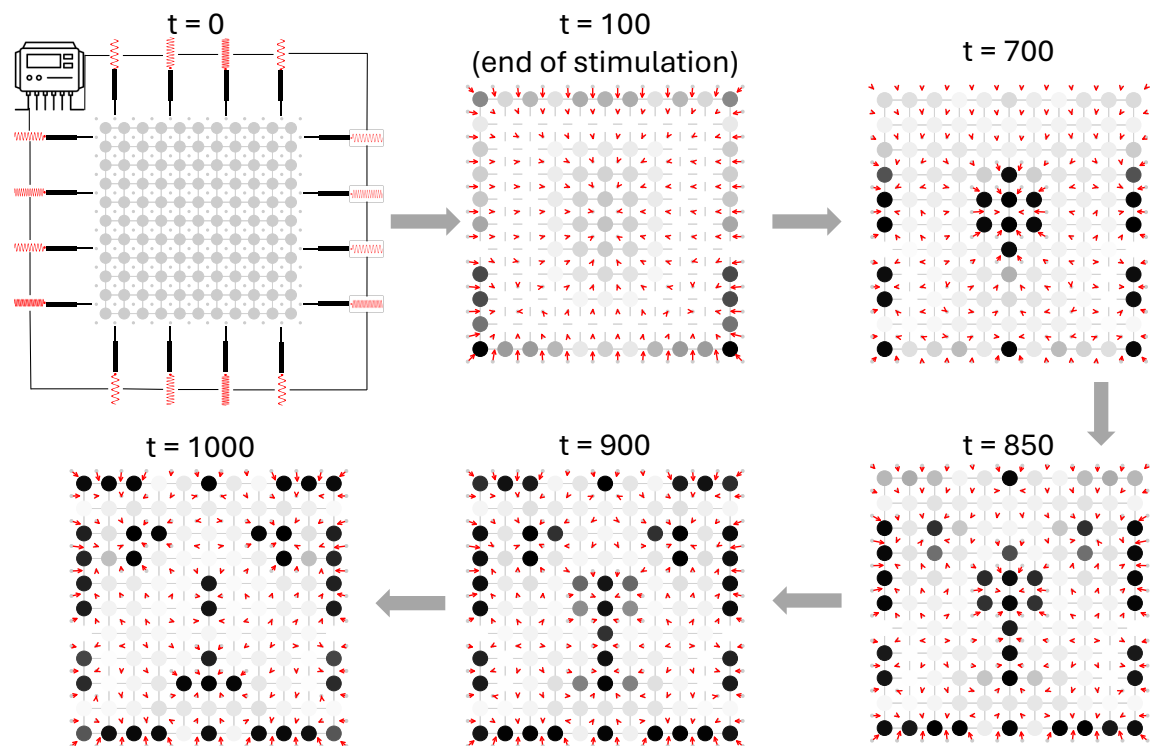 t = 0
t = 100
(end of stimulation)
t = 700
t = 1000
t = 900
t = 850